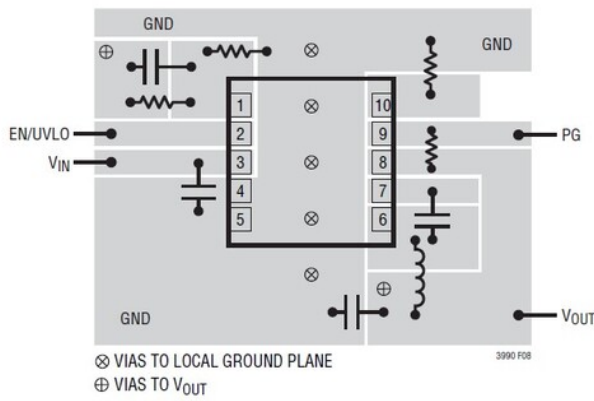 GND
GND
1
10
EN/UVLO
2
9
PG
VIN
3
8
4
7
5
6
GND
VOUT
3990 F08
⊗ VIAS TO LOCAL GROUND PLANE
⊕ VIAS TO VOUT